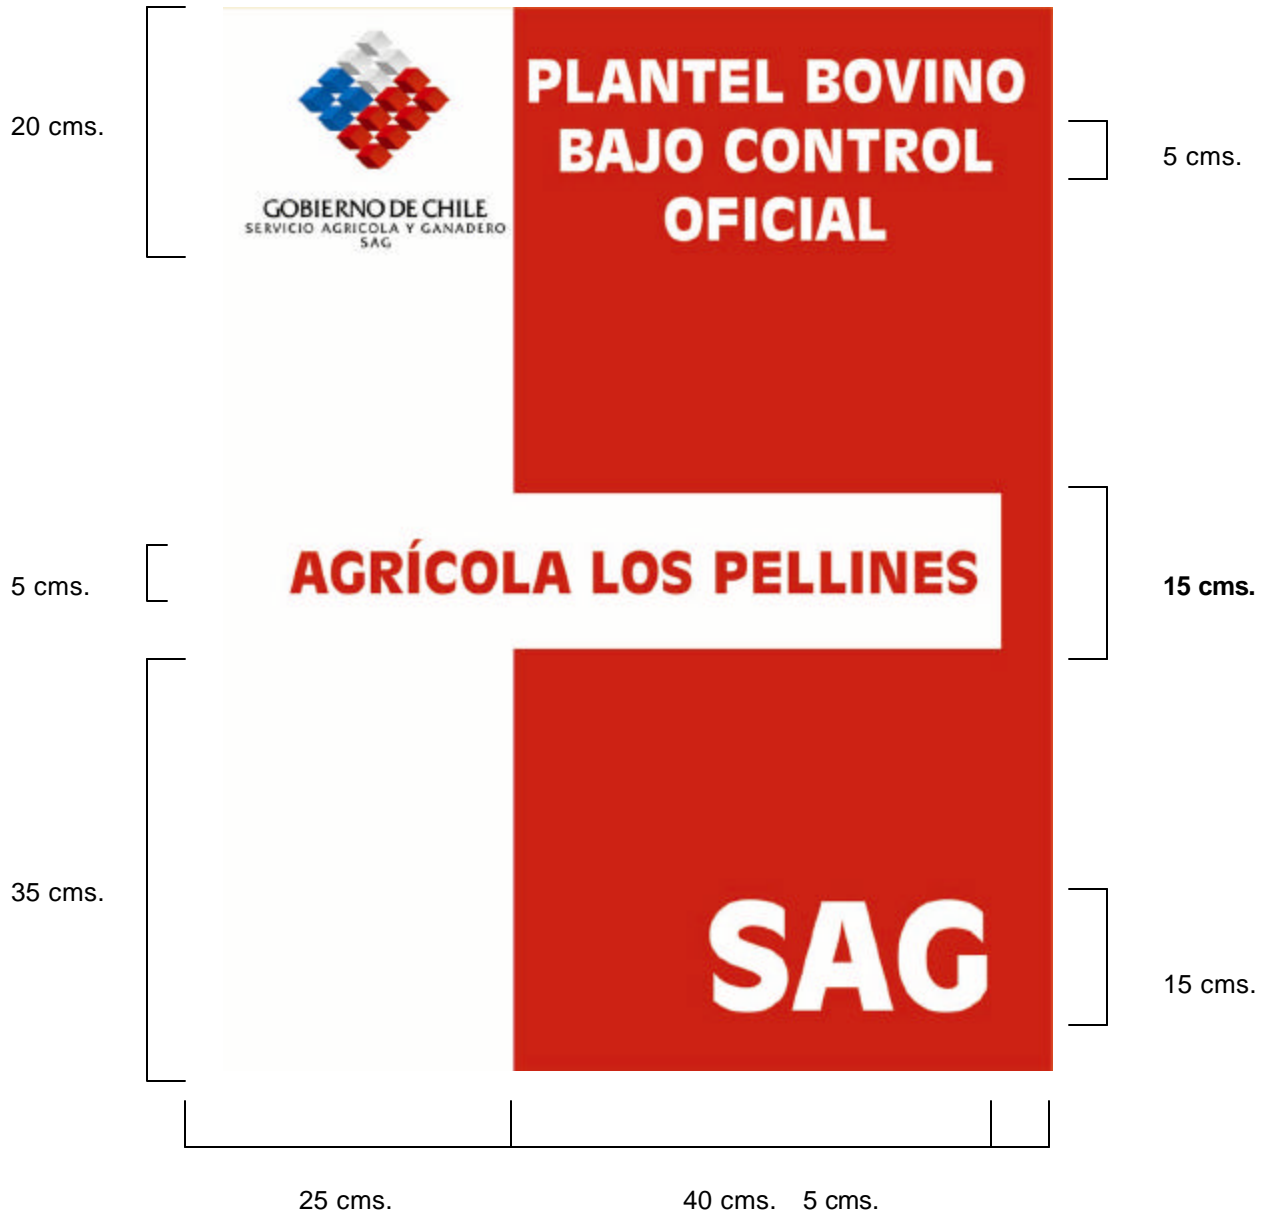 20 cms.
GOBIERNO DE CHILE
SERVICIO AGRICOLA Y GANADERO
SAG
PLANTEL BOVINO
BAJO CONTROL
OFICIAL
5 cms.
5 cms.
AGRÍCOLA LOS PELLINES
15 cms.
35 cms.
SAG
15 cms.
25 cms.
40 cms. 5 cms.